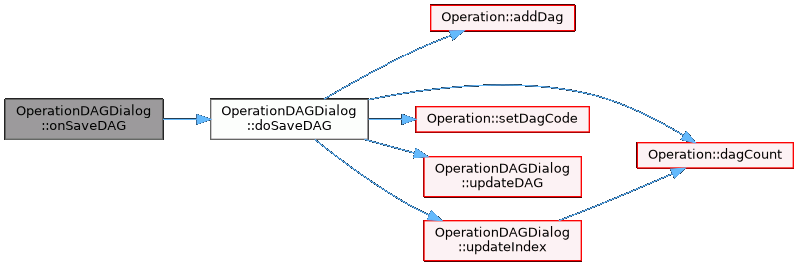 OperationDAGDialog
::onSaveDAG
OperationDAGDialog
::doSaveDAG
Operation::addDag
Operation::setDagCode
OperationDAGDialog
::updateDAG
OperationDAGDialog
::updateIndex
Operation::dagCount